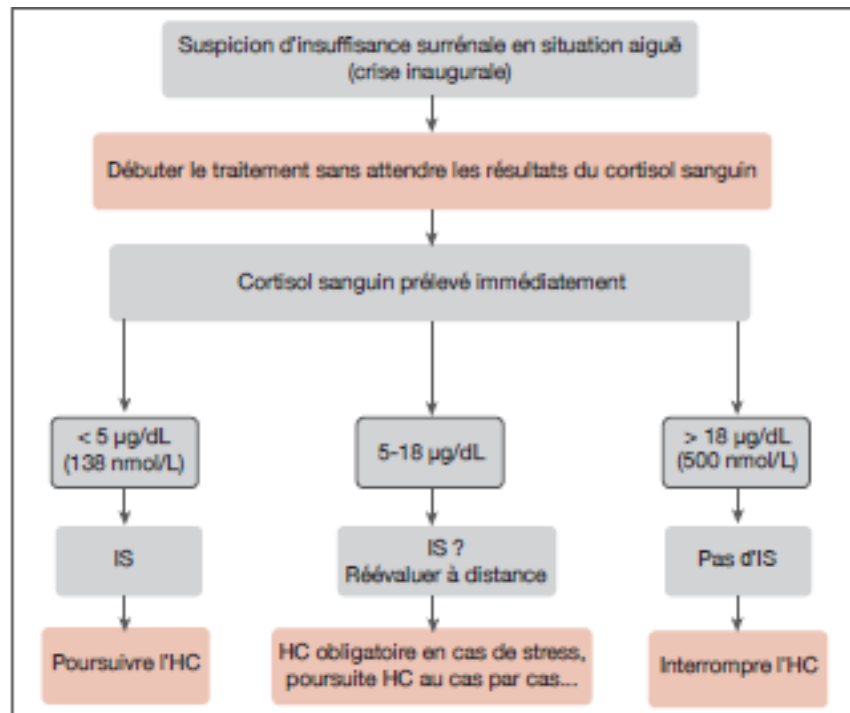 Suspicion d'insuffisance surrénale en situation aiguë
(crise inaugurale)
Débuter le traitement sans attendre les résultats du cortisol sanguin
Cortisol sanguin prélevé immédiatement
< 5 µg/dL
(138 nmol/L)
5-18 µg/dL
> 18 µg/dL
(500 nmol/L)
IS
IS ?
Réévaluer à distance
Pas d'IS
Poursuivre l'HC
HC obligatoire en cas de stress,
poursuite HC au cas par cas...
Interrompre l'HC